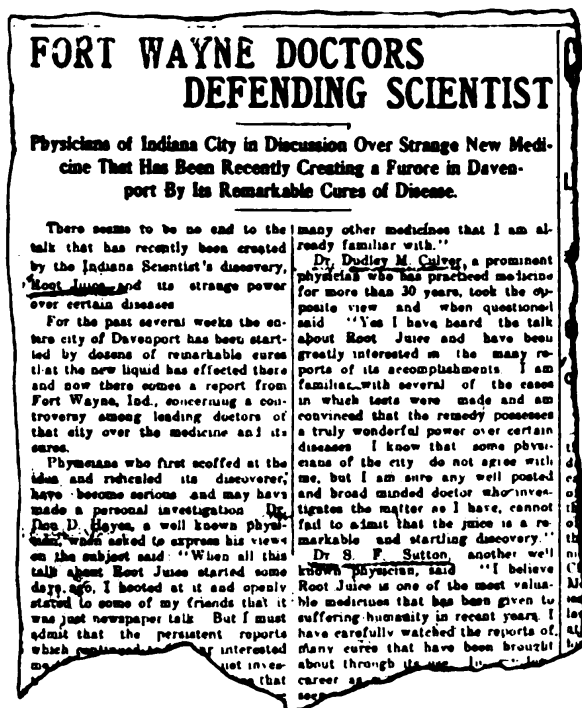 FORT WAYNE DOCTORS
DEFENDING SCIENTIST
Physicians of Indiana City in Discussion Over Strange New Medi-
cine That Has Been Recently Creating a Furore in Daven-
port By Its Remarkable Cures of Disease.
There seems to be no end to the
talk that has recently been created
by the Indiana Scientist's discovery,
Root Juice and its strange power
over certain diseases
For the past several weeks the en-
tire city of Davenport has been start-
led by dozens of remarkable cures
that the new liquid has effected there
and now there comes a report from
Fort Wayne, Ind., concerning a con-
troversy among leading doctors of
that city over the medicine and its
cures.
Physicians who first scoffed at the
idea and ridiculed its discoverer,
have become serious and may have
made a personal investigation Dr.
Don D. Hayes, a well known physi-
cian, when asked to express his views
on the subject said "When all this
talk about Root Juice started some
days ago, I hooted at it and openly
stated to some of my friends that it
was just newspaper talk But I must
admit that the persistent reports
which interested
me inves-
that
many other medicines that I am al-
ready familiar with."
Dr. Dudley M. Culver, a prominent
physician who has practiced medicine
for more than 30 years, took the op-
posite view and when questioned
said "Yes I have heard the talk
about Root Juice and have been
greatly interested in the many re-
ports of its accomplishments I am
familiar with several of the cases
in which tests were made and am
convinced that the remedy possesses
a truly wonderful power over certain
diseases I know that some physi-
cians of the city do not agree with
me, but I am sure any well posted
and broad minded doctor who inves-
tigates the matter as I have, cannot
fail to admit that the juice is a re-
markable and startling discovery."
Dr S. F. Sutton, another well
known physician, said "I believe
Root Juice is one of the most valua-
ble medicines that has been given to
suffering humanity in recent years I
have carefully watched the reports of
many cures that have been brought
about through its use
career as